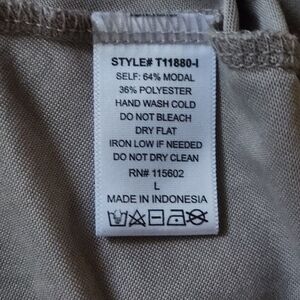 STYLE# T11880-I
SELF: 64% MODAL
36% POLYESTER
HAND WASH COLD
DO NOT BLEACH
DRY FLAT
IRON LOW IF NEEDED
DO NOT DRY CLEAN
RN# 115602
L
MADE IN INDONESIA